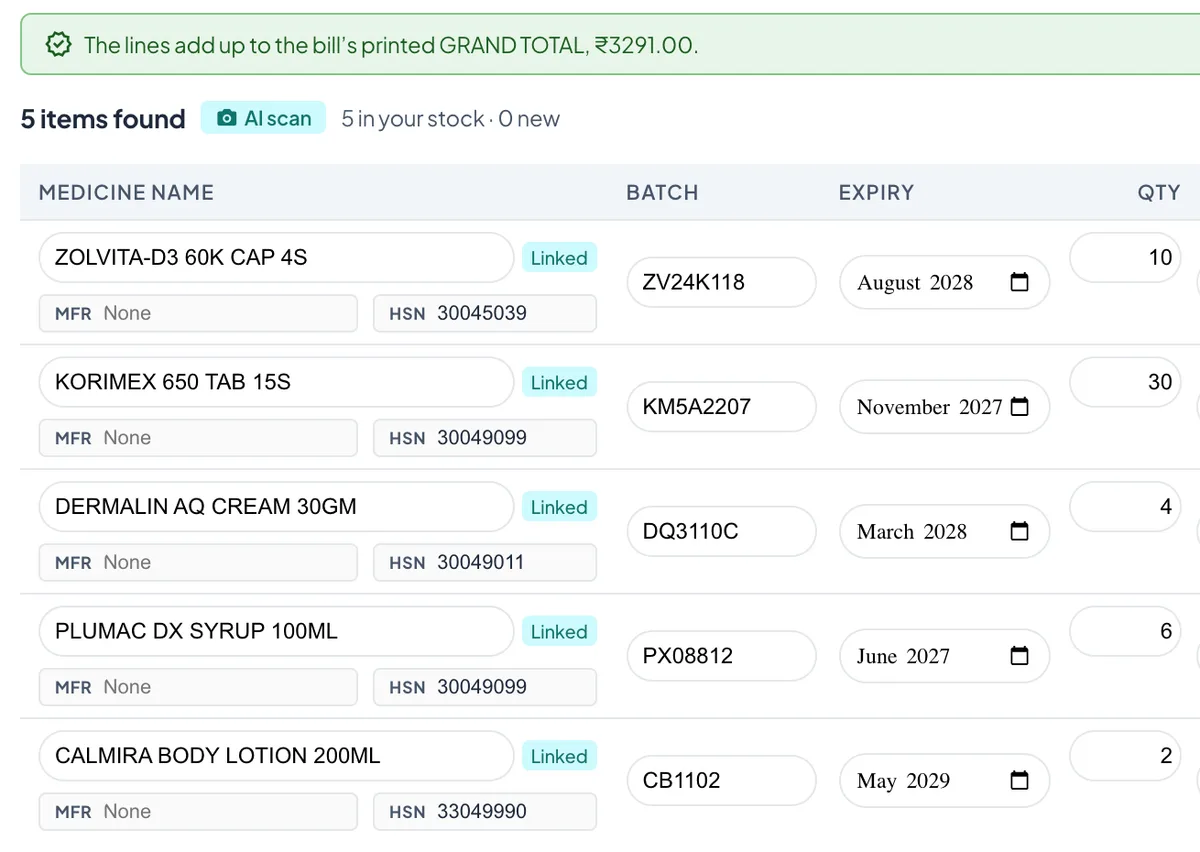 The lines add up to the bill’s printed GRAND TOTAL, ₹3291.00.
5 items found AI scan 5 in your stock · 0 new
MEDICINE NAME BATCH EXPIRY QTY
ZOLVITA-D3 60K CAP 4S Linked ZV24K118 August 2028 10
MFR None HSN 30045039
KORIMEX 650 TAB 15S Linked KM5A2207 November 2027 30
MFR None HSN 30049099
DERMALIN AQ CREAM 30GM Linked DQ3110C March 2028 4
MFR None HSN 30049011
PLUMAC DX SYRUP 100ML Linked PX08812 June 2027 6
MFR None HSN 30049099
CALMIRA BODY LOTION 200ML Linked CB1102 May 2029 2
MFR None HSN 33049990